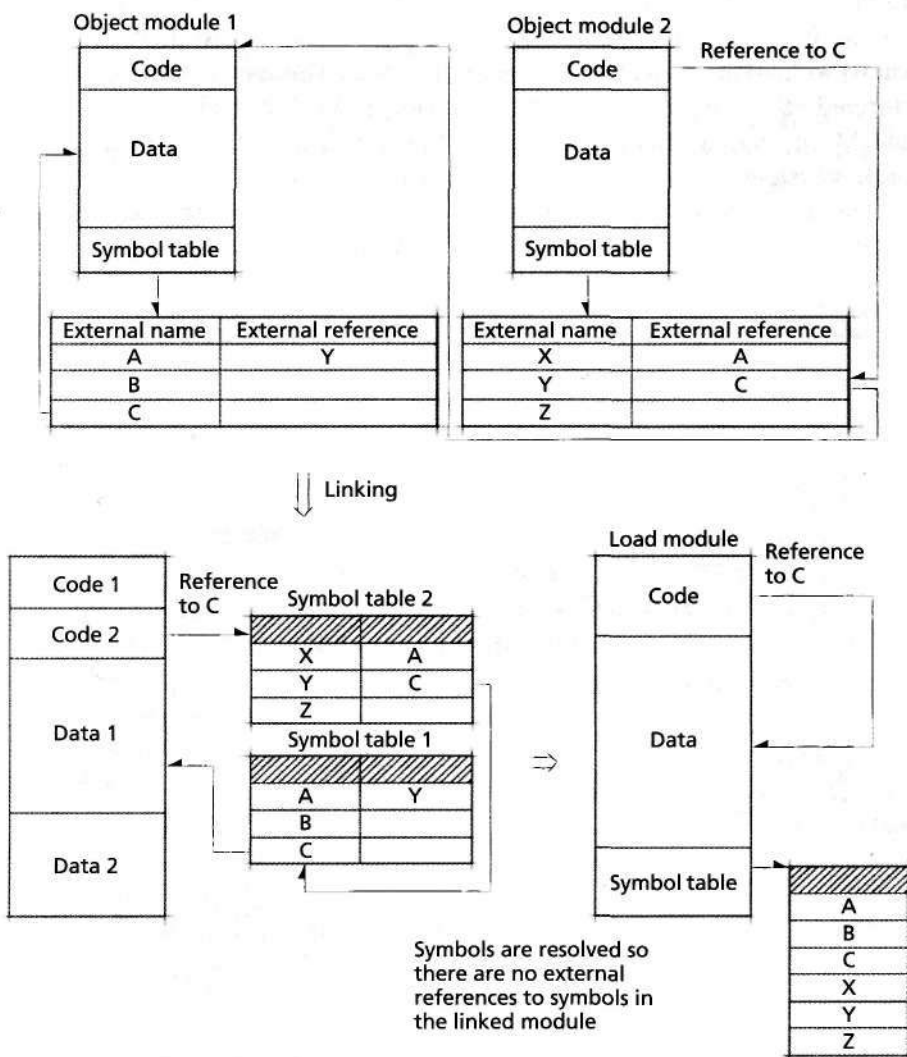 Object module 1
Code
Data
Symbol table
External name External reference
A Y
B
C
Object module 2
Reference to C
Code
Data
Symbol table
External name External reference
X A
Y C
Z
Linking
Code 1
Code 2
Data 1
Data 2
Reference
to C
Symbol table 2
X A
Y C
Z
Symbol table 1
A Y
B
C
Load module
Reference
to C
Code
Data
Symbol table
A
B
C
X
Y
Z
Symbols are resolved so
there are no external
references to symbols in
the linked module